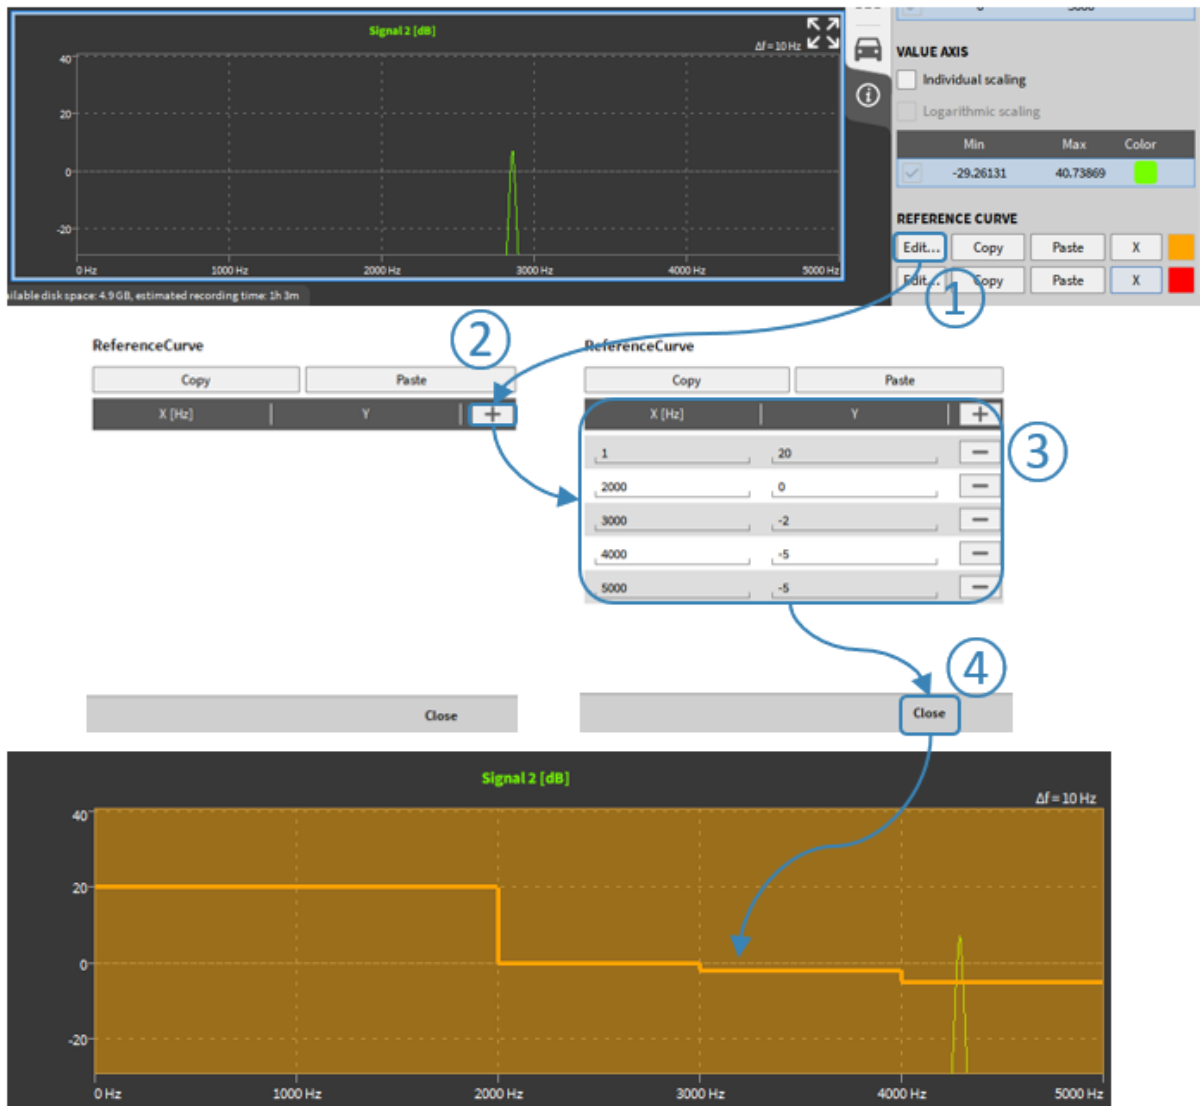 Signal 2 [dB]
Δf = 10 Hz
40
20
0
-20
0 Hz
1000 Hz
2000 Hz
3000 Hz
4000 Hz
5000 Hz
ailable disk space: 4.9 GB, estimated recording time: 1h 3m
VALUE AXIS
Individual scaling
Logarithmic scaling
Min Max Color
-29.26131 40.73869
REFERENCE CURVE
Edit... Copy Paste X
Edit... Copy Paste X
1
2
ReferenceCurve
Copy Paste
X [Hz] Y +
Close
ReferenceCurve
Copy Paste
X [Hz] Y +
1 20 −
2000 0 −
3000 -2 −
4000 -5 −
5000 -5 −
3
4
Close
Signal 2 [dB]
Δf = 10 Hz
40
20
0
-20
0 Hz
1000 Hz
2000 Hz
3000 Hz
4000 Hz
5000 Hz